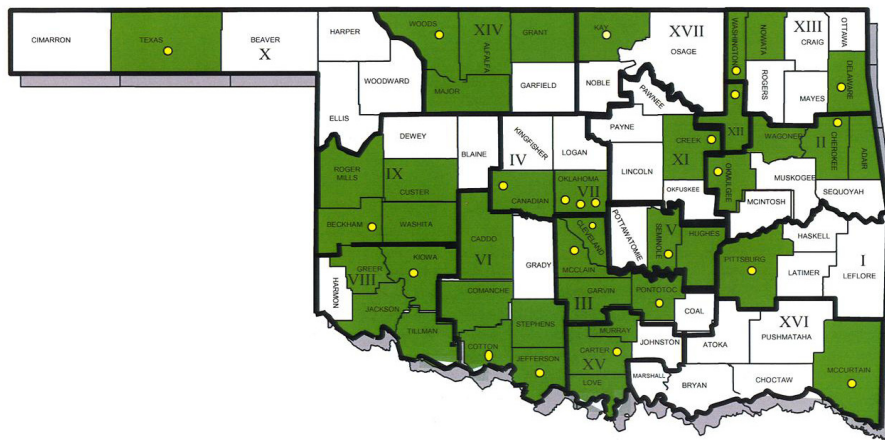 CIMARRON
TEXAS
BEAVER
X
HARPER
WOODS
XIV
ALFALFA
GRANT
KAY
XVII
OSAGE
WASHINGTON
NOWATA
XIII
CRAIG
OTTAWA
WOODWARD
MAJOR
GARFIELD
NOBLE
PAWNEE
ROGERS
MAYES
DELAWARE
ELLIS
DEWEY
BLAINE
KINGFISHER
IV
LOGAN
PAYNE
CREEK
XI
XII
WAGONER
II
CHEROKEE
ADAIR
ROGER
MILLS
IX
CUSTER
CANADIAN
OKLAHOMA
VII
LINCOLN
OKFUSKEE
OKMULGEE
MUSKOGEE
MCINTOSH
SEQUOYAH
BECKHAM
WASHITA
CADDO
VI
GRADY
CLEVELAND
MCCLAIN
POTTAWATOMIE
SEMINOLE
V
HUGHES
PITTSBURG
HASKELL
LATIMER
I
LEFLORE
HARMON
GREER
VIII
KIOWA
JACKSON
COMANCHE
GARVIN
III
PONTOTOC
COAL
TILLMAN
COTTON
STEPHENS
JEFFERSON
MURRAY
CARTER
XV
LOVE
JOHNSTON
MARSHALL
ATOKA
BRYAN
XVI
PUSHMATAHA
CHOCTAW
MCCURTAIN